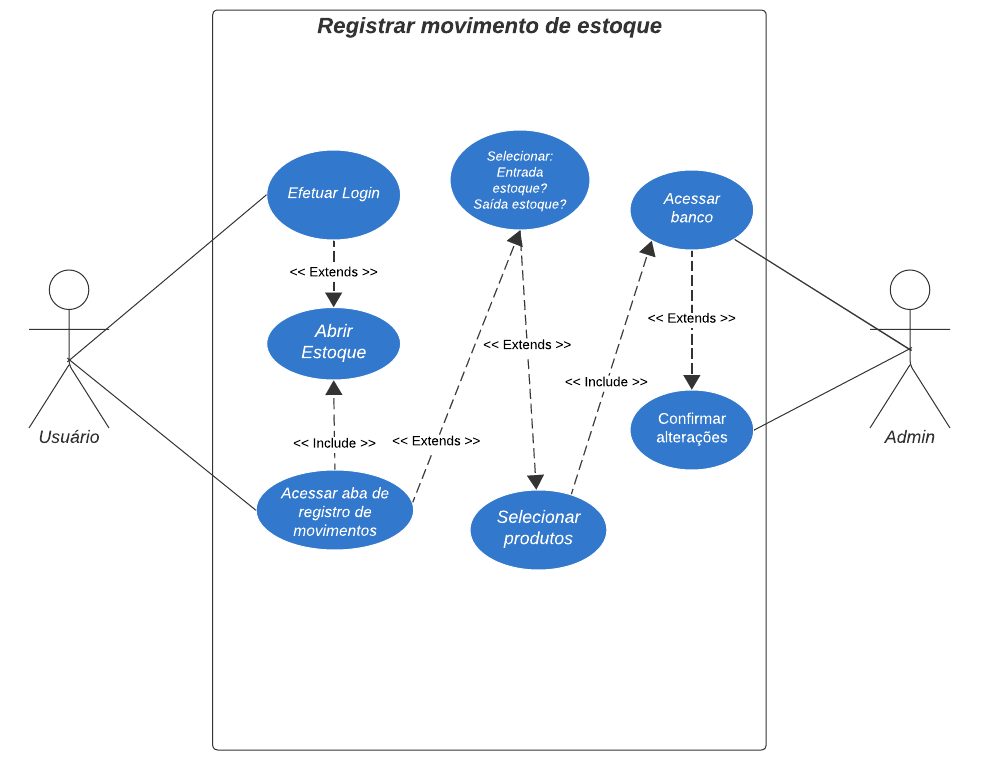 Registrar movimento de estoque
Efetuar Login
<< Extends >>
Abrir
Estoque
<< Include >>
Acessar aba de
registro de
movimentos
<< Extends >>
Selecionar:
Entrada
estoque?
Saída estoque?
<< Extends >>
Selecionar
produtos
<< Include >>
Acessar
banco
<< Extends >>
Confirmar
alterações
Usuário
Admin